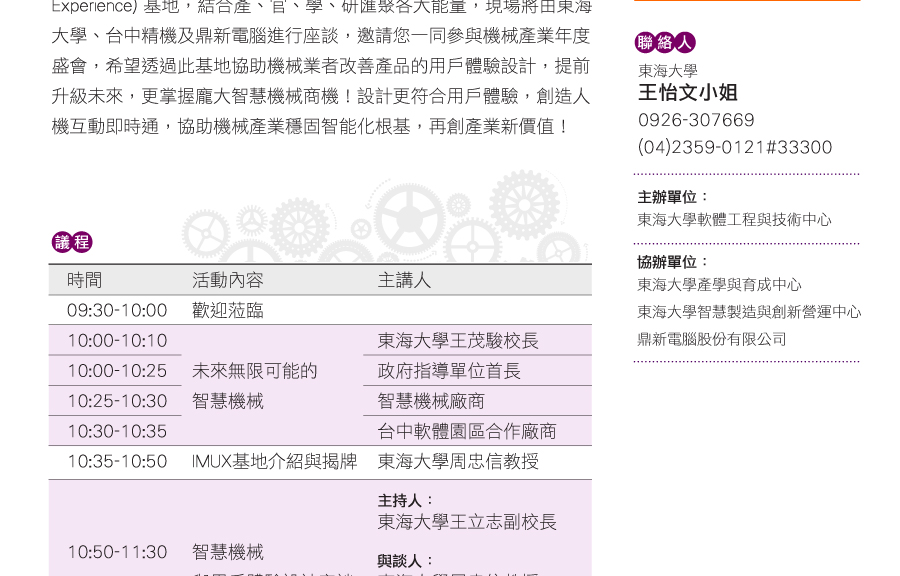 Experience) 基地，結合產、官、學、研匯聚各大能量，現場將由東海
大學、台中精機及鼎新電腦進行座談，邀請您一同參與機械產業年度
盛會，希望透過此基地協助機械業者改善產品的用戶體驗設計，提前
升級未來，更掌握龐大智慧機械商機！設計更符合用戶體驗，創造人
機互動即時通，協助機械產業穩固智能化根基，再創產業新價值！
議程
時間 活動內容 主講人
09:30-10:00 歡迎蒞臨
10:00-10:10 東海大學王茂駿校長
10:00-10:25 未來無限可能的 政府指導單位首長
10:25-10:30 智慧機械 智慧機械廠商
10:30-10:35 台中軟體園區合作廠商
10:35-10:50 IMUX基地介紹與揭牌 東海大學周忠信教授
主持人：
東海大學王立志副校長
10:50-11:30 智慧機械
與談人：
聯絡人
東海大學
王怡文小姐
0926-307669
(04)2359-0121#33300
主辦單位：
東海大學軟體工程與技術中心
協辦單位：
東海大學產學與育成中心
東海大學智慧製造與創新營運中心
鼎新電腦股份有限公司